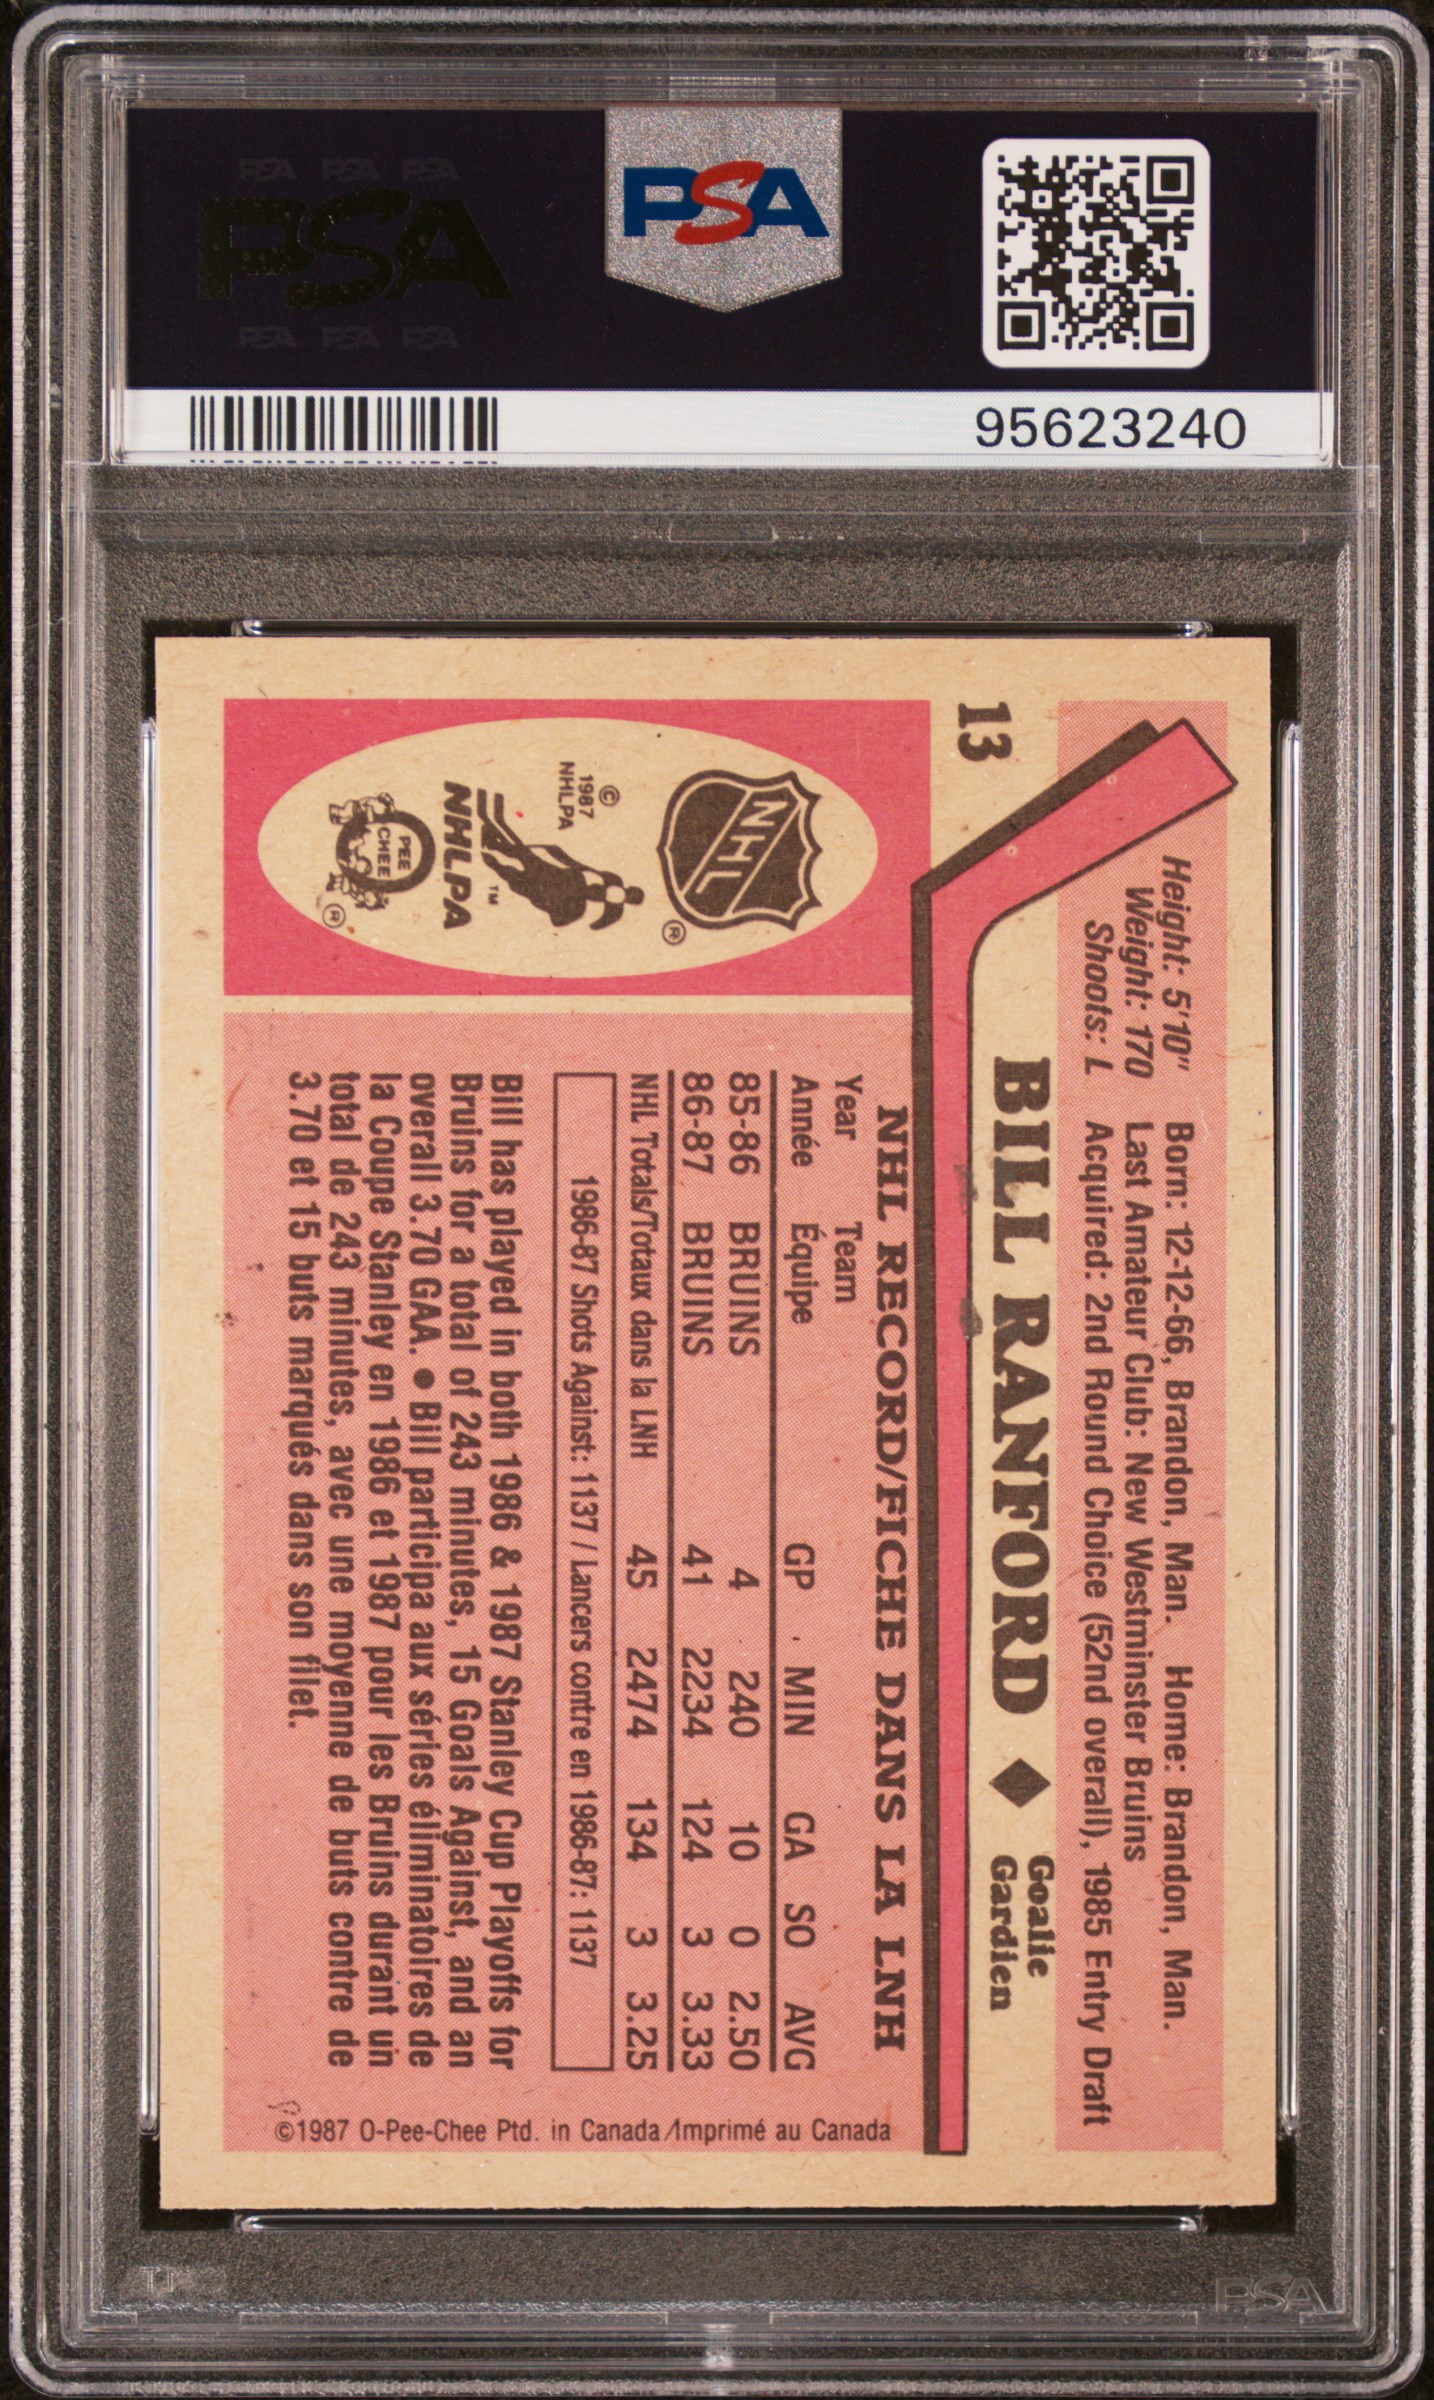 PSA PSA PSA
PSA
PSA PSA PSA
PSA
95623240
Height: 5'10" Born: 12-12-66, Brandon, Man. Home: Brandon, Man.
Weight: 170 Last Amateur Club: New Westminster Bruins
Shoots: L Acquired: 2nd Round Choice (52nd overall), 1985 Entry Draft
13
BILL RANFORD ◆ Goalie
Gardien
NHL RECORD/FICHE DANS LA LNH
Year Team
Année Équipe GP MIN GA SO AVG
85-86 BRUINS 4 240 10 0 2.50
86-87 BRUINS 41 2234 124 3 3.33
NHL Totals/Totaux dans la LNH 45 2474 134 3 3.25
1986-87 Shots Against: 1137 / Lancers contre en 1986-87: 1137
Bill has played in both 1986 & 1987 Stanley Cup Playoffs for
Bruins for a total of 243 minutes, 15 Goals Against, and an
overall 3.70 GAA. ● Bill participa aux séries éliminatoires de
la Coupe Stanley en 1986 et 1987 pour les Bruins durant un
total de 243 minutes, avec une moyenne de buts contre de
3.70 et 15 buts marqués dans son filet.
NHL ®
© 1987
NHLPA
NHLPA ™
O PEE CHEE ®
©1987 O-Pee-Chee Ptd. in Canada/Imprimé au Canada
PSA